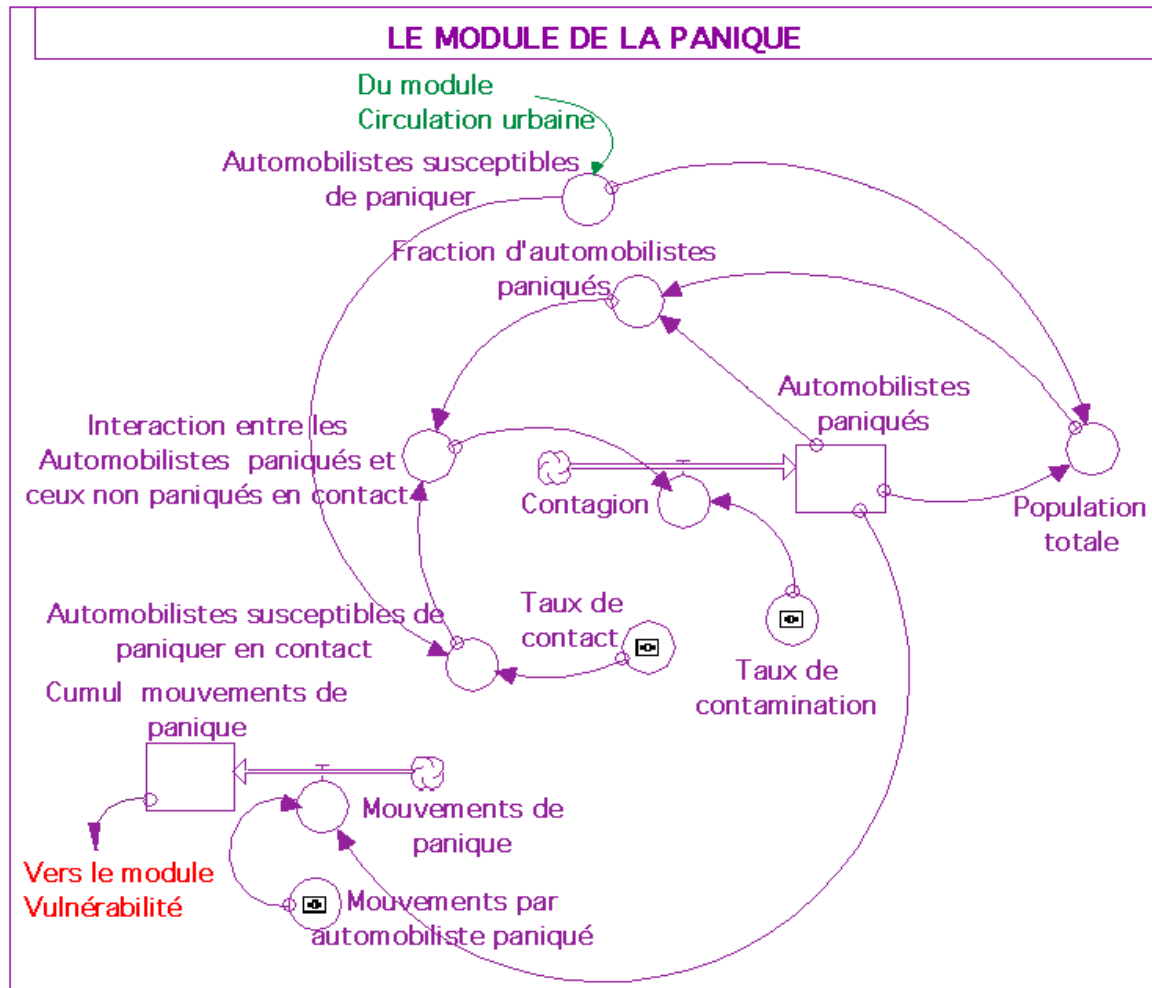 LE MODULE DE LA PANIQUE
Du module
Circulation urbaine
Automobilistes susceptibles
de paniquer
Fraction d'automobilistes
paniqués
Automobilistes
paniqués
Interaction entre les
Automobilistes paniqués et
ceux non paniqués en contact
Contagion
Population
totale
Automobilistes susceptibles de
paniquer en contact
Taux de
contact
Taux de
contamination
Cumul mouvements de
panique
Mouvements de
panique
Vers le module
Vulnérabilité
Mouvements par
automobiliste paniqué